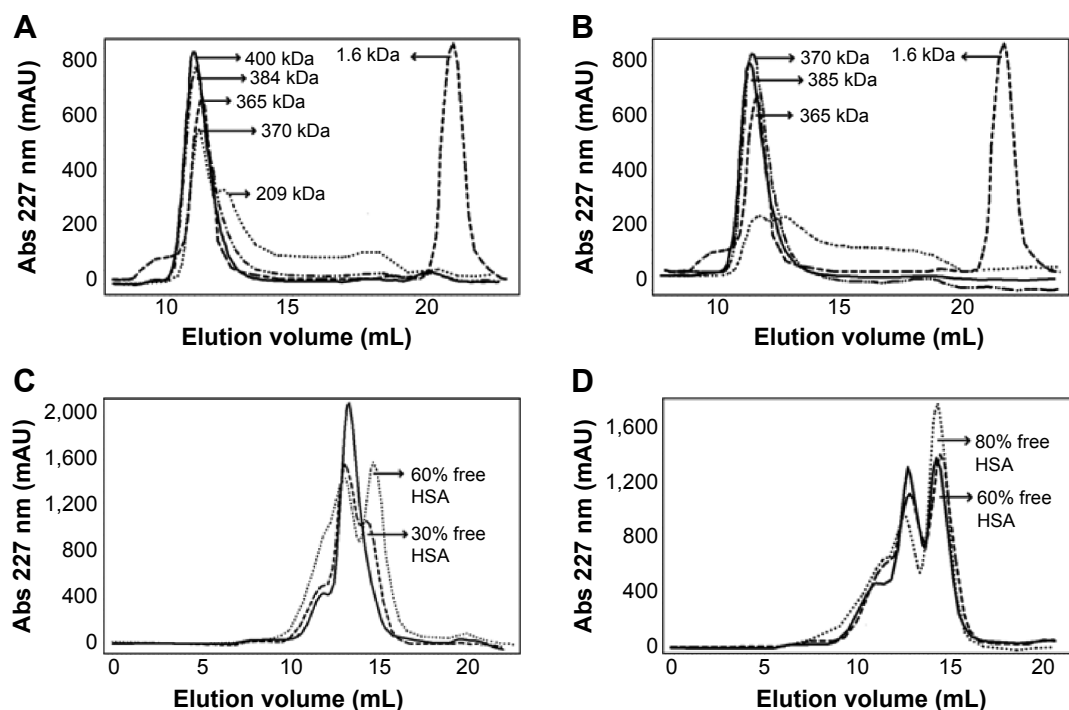 A
Abs 227 nm (mAU)
800
600
400
200
0
400 kDa
384 kDa
365 kDa
370 kDa
209 kDa
1.6 kDa
10
15
20
Elution volume (mL)
B
Abs 227 nm (mAU)
800
600
400
200
0
370 kDa
385 kDa
365 kDa
1.6 kDa
10
15
20
Elution volume (mL)
C
Abs 227 nm (mAU)
2,000
1,600
1,200
800
400
0
60% free
HSA
30% free
HSA
0
5
10
15
20
Elution volume (mL)
D
Abs 227 nm (mAU)
1,600
1,200
800
400
0
80% free
HSA
60% free
HSA
0
5
10
15
20
Elution volume (mL)